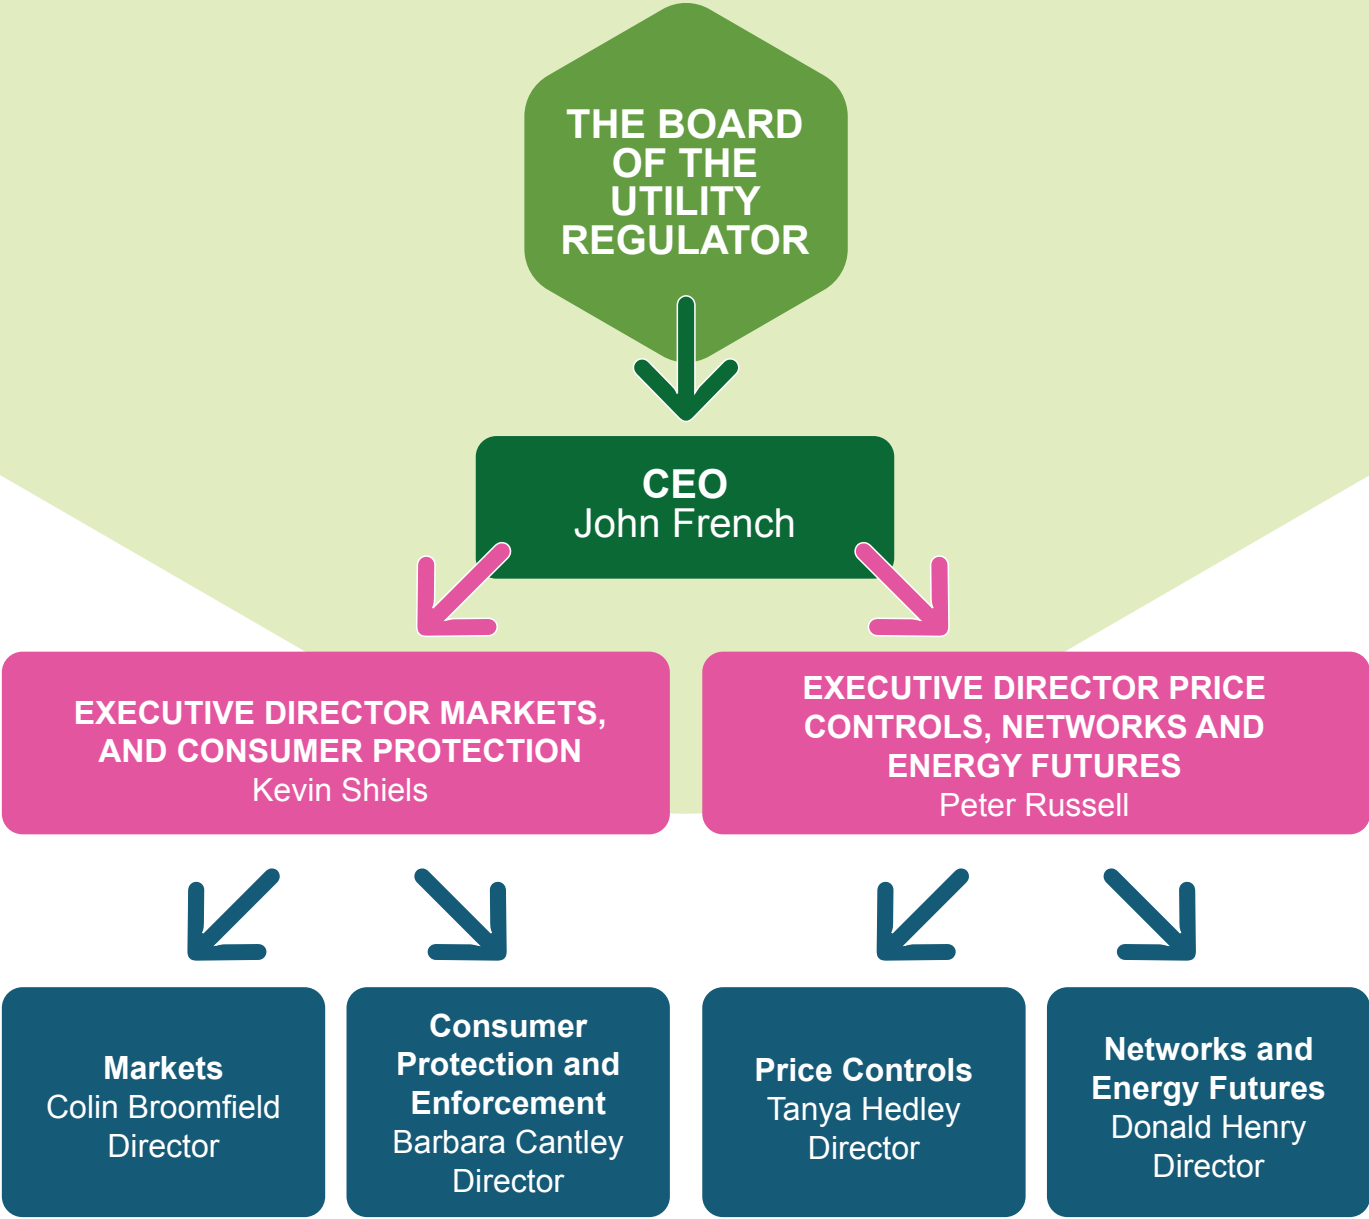 THE BOARD
OF THE
UTILITY
REGULATOR
CEO
John French
EXECUTIVE DIRECTOR MARKETS,
AND CONSUMER PROTECTION
Kevin Shiels
EXECUTIVE DIRECTOR PRICE
CONTROLS, NETWORKS AND
ENERGY FUTURES
Peter Russell
Markets
Colin Broomfield
Director
Consumer
Protection and
Enforcement
Barbara Cantley
Director
Price Controls
Tanya Hedley
Director
Networks and
Energy Futures
Donald Henry
Director